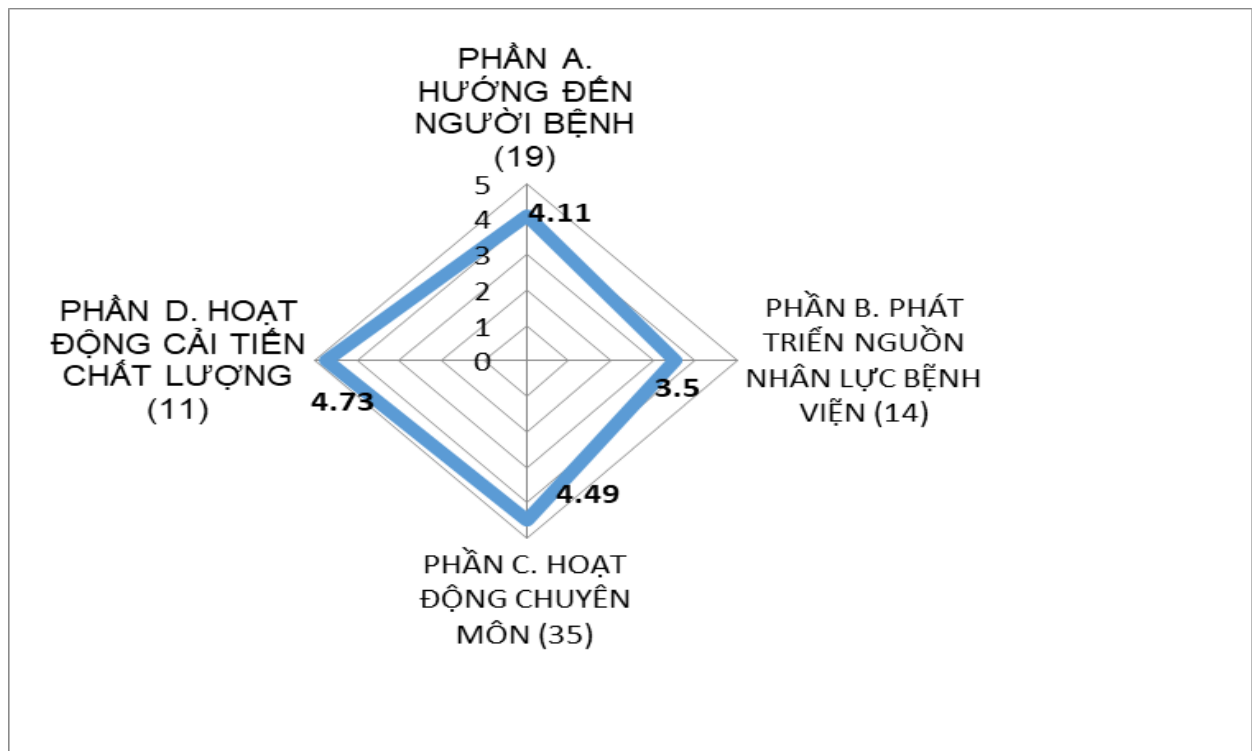 PHẦN A.
HƯỚNG ĐẾN
NGƯỜI BỆNH
(19)
5
4
3
2
1
0
4.11
PHẦN B. PHÁT
TRIỂN NGUỒN
NHÂN LỰC BỆNH
VIỆN (14)
3.5
4.49
PHẦN C. HOẠT
ĐỘNG CHUYÊN
MÔN (35)
PHẦN D. HOẠT
ĐỘNG CẢI TIẾN
CHẤT LƯỢNG
(11)
4.73